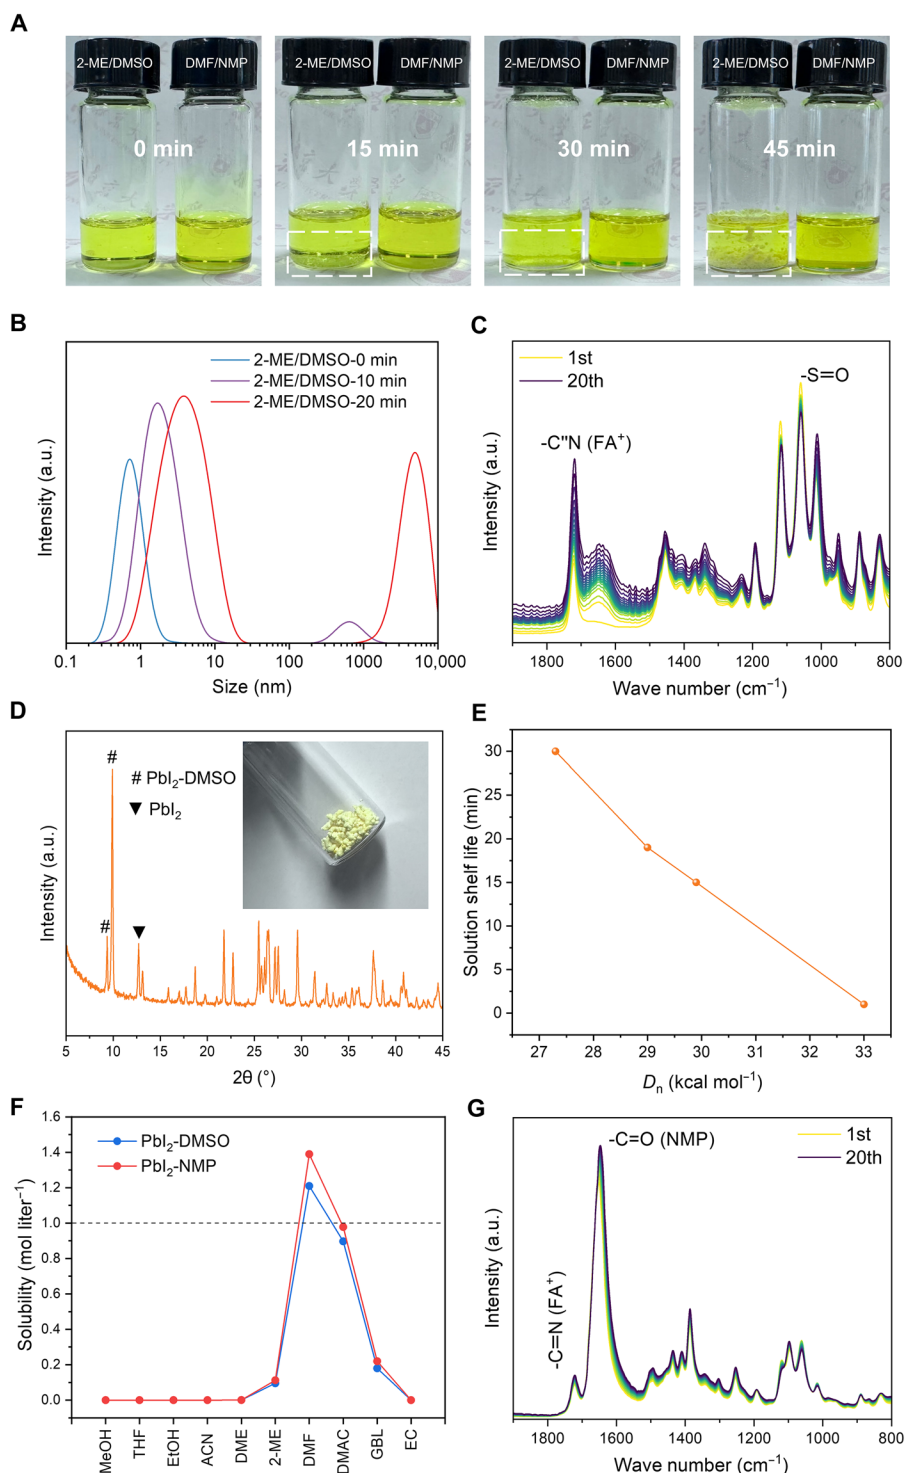 A
2-ME/DMSO DMF/NMP 2-ME/DMSO DMF/NMP 2-ME/DMSO DMF/NMP 2-ME/DMSO DMF/NMP
0 min 15 min 30 min 45 min
B
Intensity (a.u.)
2-ME/DMSO-0 min
2-ME/DMSO-10 min
2-ME/DMSO-20 min
0.1 1 10 100 1000 10,000
Size (nm)
C
Intensity (a.u.)
1st
20th
-S=O
-C"N (FA⁺)
1800 1600 1400 1200 1000 800
Wave number (cm⁻¹)
D
Intensity (a.u.)
#
# PbI₂-DMSO
▼ PbI₂
#
5 10 15 20 25 30 35 40 45
2θ (°)
E
Solution shelf life (min)
30
25
20
15
10
5
0
27 28 29 30 31 32 33
Dₙ (kcal mol⁻¹)
F
Solubility (mol liter⁻¹)
1.6
1.4
1.2
1.0
0.8
0.6
0.4
0.2
0.0
PbI₂-DMSO
PbI₂-NMP
MeOH THF EtOH ACN DME 2-ME DMF DMAC GBL EC
G
Intensity (a.u.)
-C=O (NMP)
1st
20th
-C=N (FA⁺)
1800 1600 1400 1200 1000 800
Wave number (cm⁻¹)